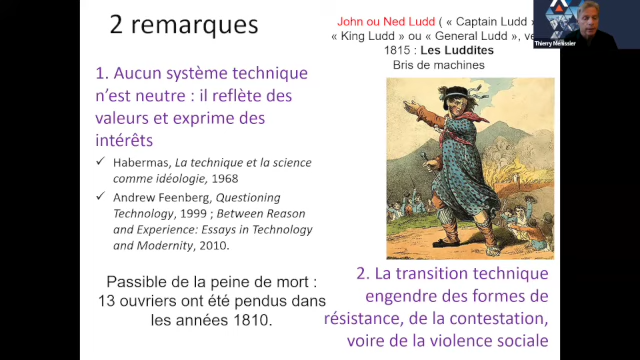 2 remarques
1. Aucun système technique
n'est neutre : il reflète des
valeurs et exprime des
intérêts
✓ Habermas, La technique et la science
comme idéologie, 1968
✓ Andrew Feenberg, Questioning
Technology, 1999 ; Between Reason
and Experience: Essays in Technology
and Modernity, 2010.
Passible de la peine de mort :
13 ouvriers ont été pendus dans
les années 1810.
John ou Ned Ludd ( « Captain Ludd »
« King Ludd » ou « General Ludd », ve
1815 : Les Luddites
Bris de machines
2. La transition technique
engendre des formes de
résistance, de la contestation,
voire de la violence sociale
Thierry Ménissier